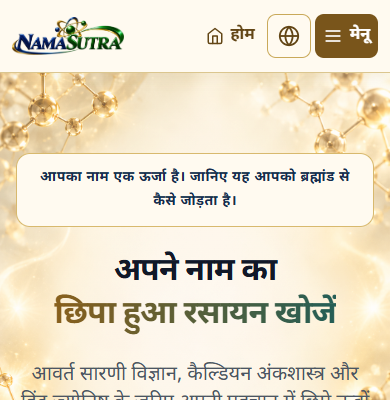 NAMASUTRA
होम
मेनू
आपका नाम एक ऊर्जा है। जानिए यह आपको ब्रह्मांड से
कैसे जोड़ता है।
अपने नाम का
छिपा हुआ रसायन खोजें
आवर्त सारणी विज्ञान, कैल्डियन अंकशास्त्र और